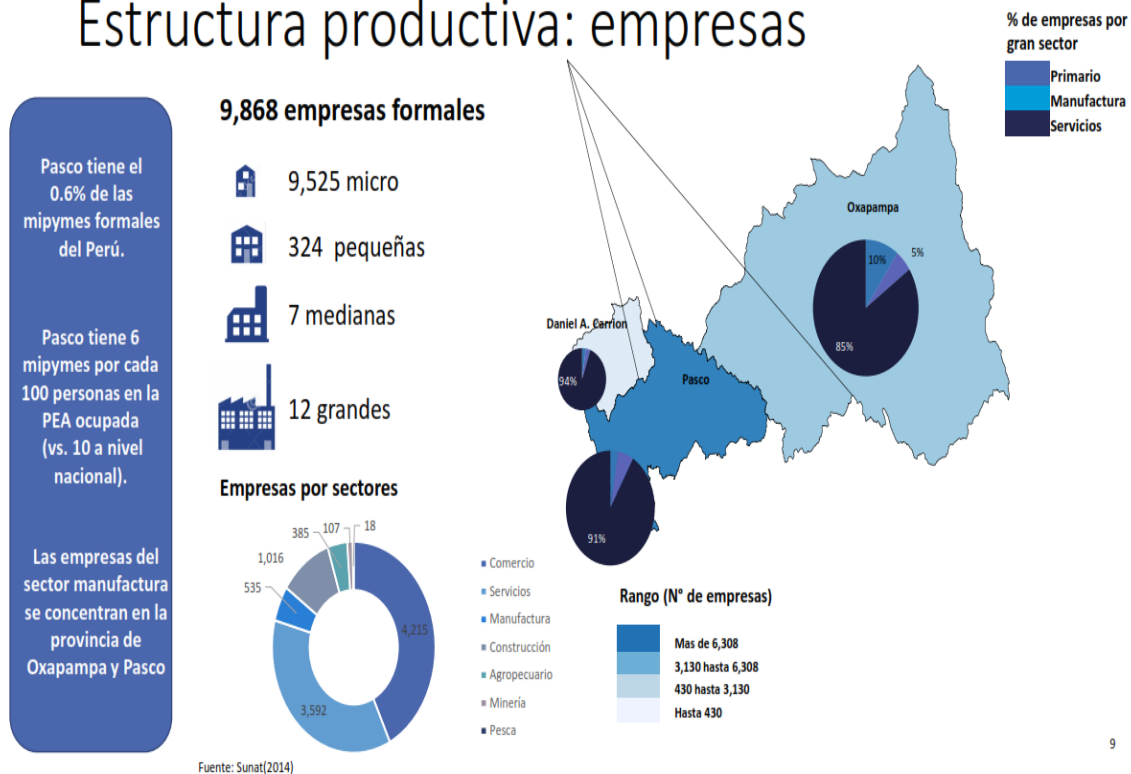 Estructura productiva: empresas
Pasco tiene el
0.6% de las
mipymes formales
del Perú.
Pasco tiene 6
mipymes por cada
100 personas en la
PEA ocupada
(vs. 10 a nivel
nacional).
Las empresas del
sector manufactura
se concentran en la
provincia de
Oxapampa y Pasco
9,868 empresas formales
9,525 micro
324 pequeñas
7 medianas
12 grandes
Empresas por sectores
18
107
385
1,016
535
4,215
3,592
Comercio
Servicios
Manufactura
Construcción
Agropecuario
Minería
Pesca
Fuente: Sunat(2014)
% de empresas por
gran sector
Primario
Manufactura
Servicios
Oxapampa
10%
5%
85%
Daniel A. Carrion
94%
Pasco
91%
Rango (N° de empresas)
Mas de 6,308
3,130 hasta 6,308
430 hasta 3,130
Hasta 430
9